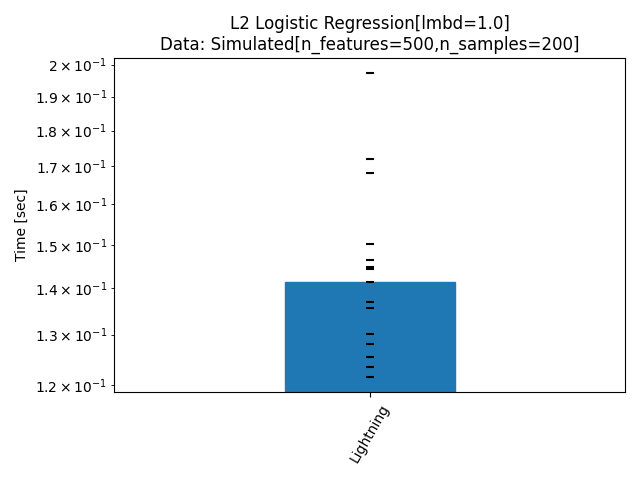 L2 Logistic Regression[lmbd=1.0]
Data: Simulated[n_features=500,n_samples=200]
2 × 10⁻¹
1.9 × 10⁻¹
1.8 × 10⁻¹
1.7 × 10⁻¹
1.6 × 10⁻¹
1.5 × 10⁻¹
1.4 × 10⁻¹
1.3 × 10⁻¹
1.2 × 10⁻¹
Time [sec]
Lightning